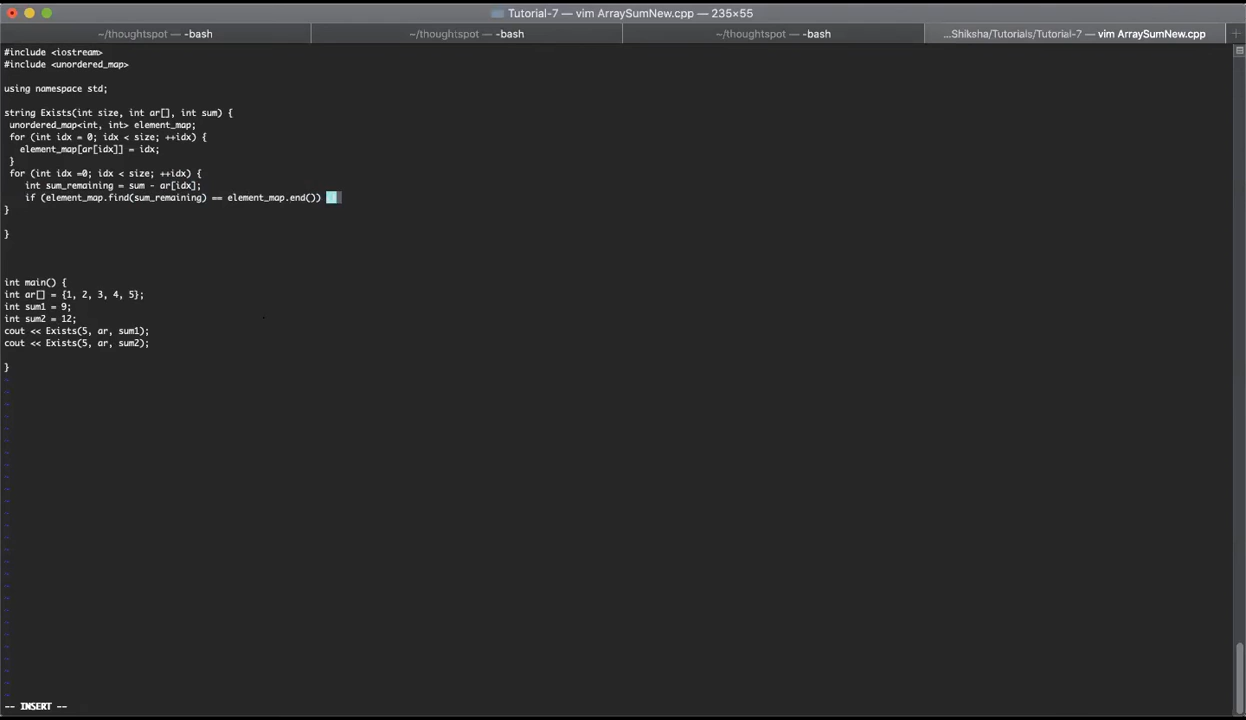 Tutorial-7 — vim ArraySumNew.cpp — 235×55
~/thoughtspot — -bash
~/thoughtspot — -bash
~/thoughtspot — -bash
...Shiksha/Tutorials/Tutorial-7 — vim ArraySumNew.cpp
#include <iostream>
#include <unordered_map>
using namespace std;
string Exists(int size, int ar[], int sum) {
unordered_map<int, int> element_map;
for (int idx = 0; idx < size; ++idx) {
element_map[ar[idx]] = idx;
}
for (int idx =0; idx < size; ++idx) {
int sum_remaining = sum - ar[idx];
if (element_map.find(sum_remaining) == element_map.end())
}
}
int main() {
int ar[] = {1, 2, 3, 4, 5};
int sum1 = 9;
int sum2 = 12;
cout << Exists(5, ar, sum1);
cout << Exists(5, ar, sum2);
}
-- INSERT --